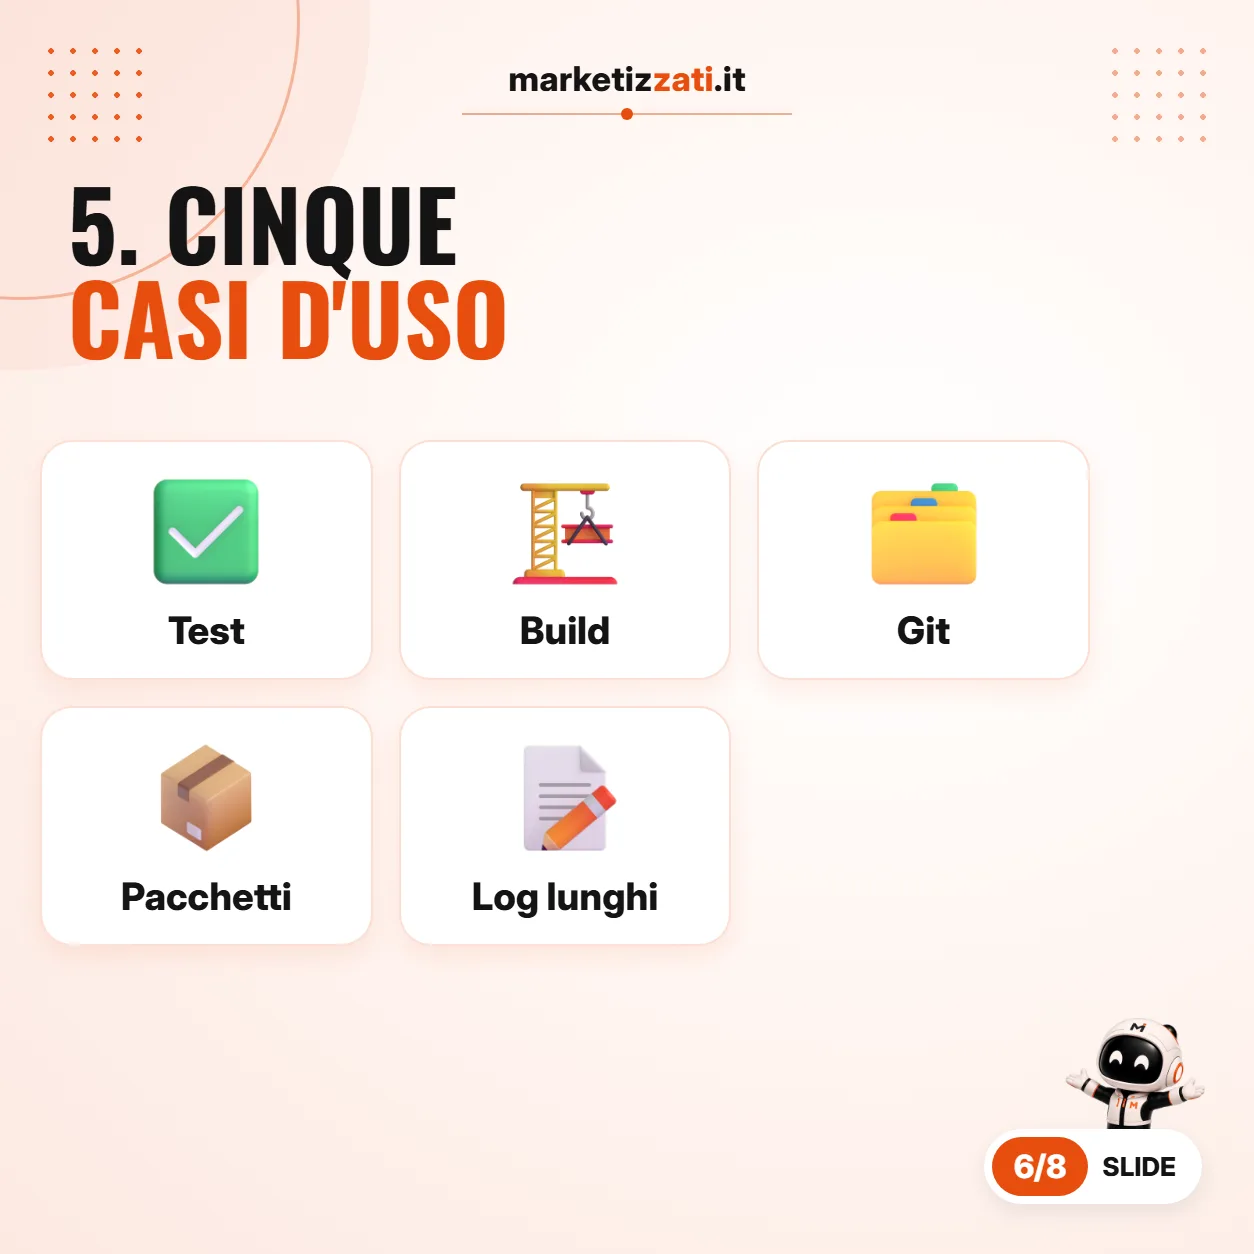 marketizzati.it
5. CINQUE
CASI D'USO
Test
Build
Git
Pacchetti
Log lunghi
M
M
6/8 SLIDE